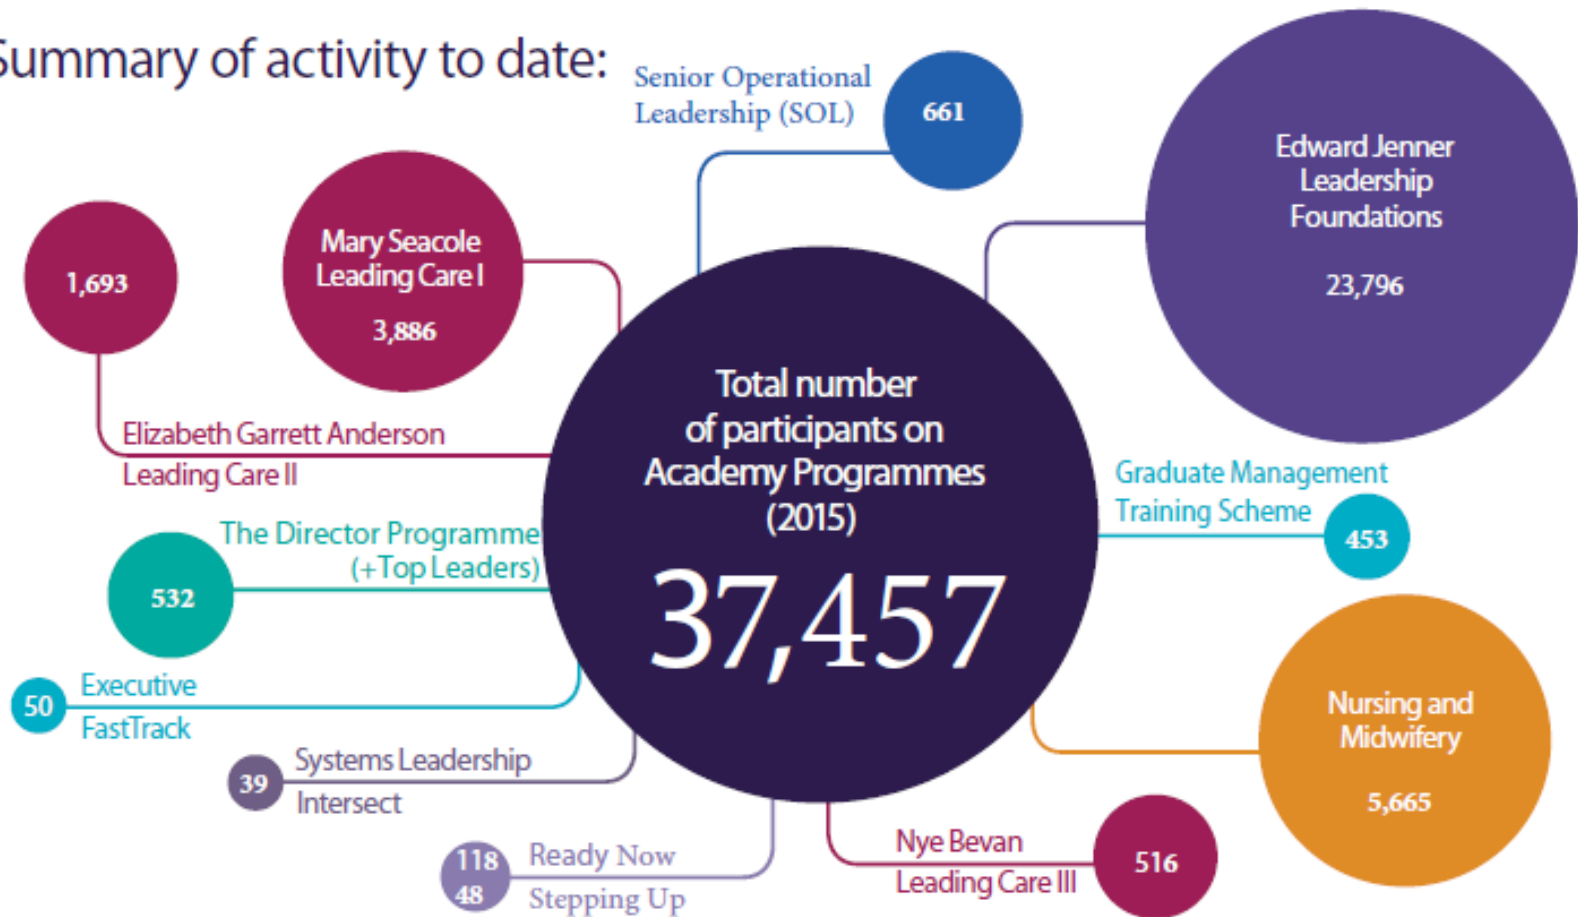 Summary of activity to date:
Senior Operational
Leadership (SOL)
661
Edward Jenner
Leadership
Foundations
23,796
1,693
Mary Seacole
Leading Care I
3,886
Elizabeth Garrett Anderson
Leading Care II
Total number
of participants on
Academy Programmes
(2015)
37,457
Graduate Management
Training Scheme
453
The Director Programme
(+Top Leaders)
532
50
Executive
FastTrack
39
Systems Leadership
Intersect
118
48
Ready Now
Stepping Up
Nye Bevan
Leading Care III
516
Nursing and
Midwifery
5,665